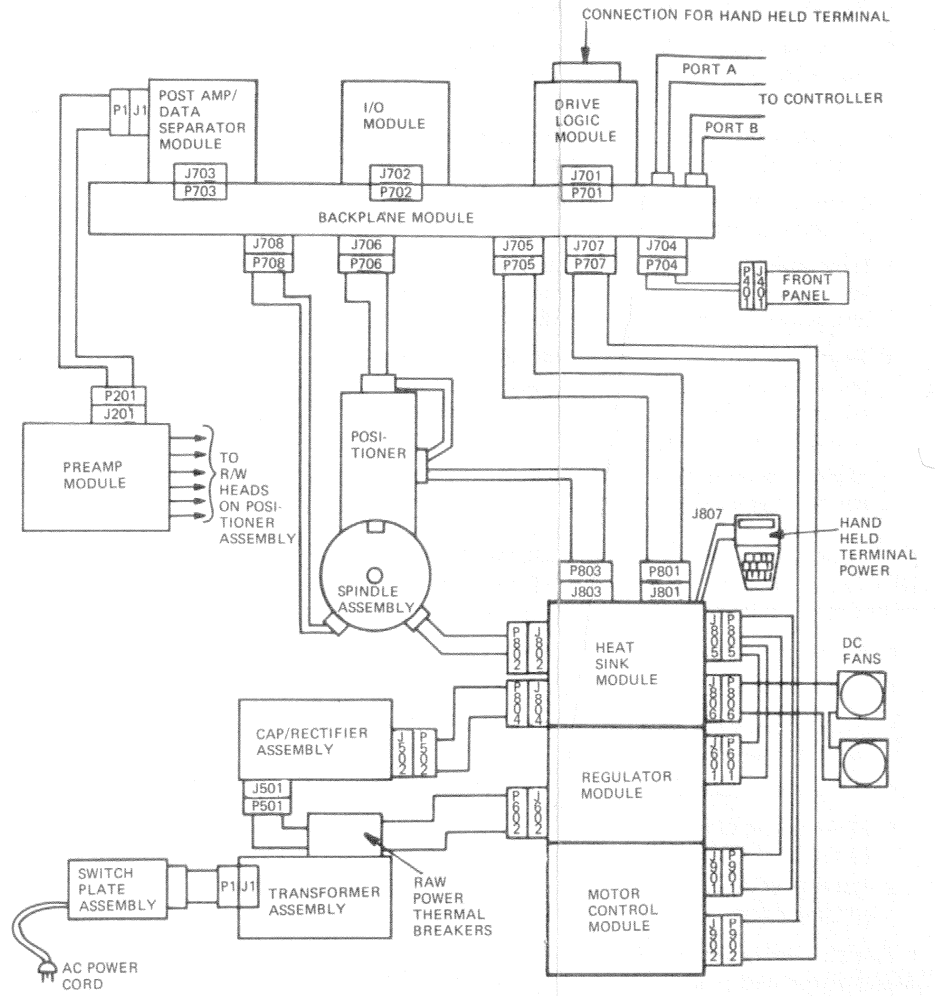 CONNECTION FOR HAND HELD TERMINAL
PORT A
TO CONTROLLER
PORT B
P1 J1
POST AMP/
DATA
SEPARATOR
MODULE
I/O
MODULE
DRIVE
LOGIC
MODULE
J703
P703
J702
P702
J701
P701
BACKPLANE MODULE
J708
P708
J706
P706
J705
P705
J707
P707
J704
P704
P401
J401
FRONT
PANEL
P201
J201
PREAMP
MODULE
TO
R/W
HEADS
ON POSI-
TIONER
ASSEMBLY
POSI-
TIONER
SPINDLE
ASSEMBLY
J807
HAND
HELD
TERMINAL
POWER
P803
J803
P801
J801
P802
J802
HEAT
SINK
MODULE
J805
P805
DC
FANS
P804
J804
J806
P806
CAP/RECTIFIER
ASSEMBLY
J502
P502
REGULATOR
MODULE
J601
P601
J501
P501
P602
J602
SWITCH
PLATE
ASSEMBLY
P1 J1
TRANSFORMER
ASSEMBLY
RAW
POWER
THERMAL
BREAKERS
MOTOR
CONTROL
MODULE
J901
P901
J902
P902
AC POWER
CORD